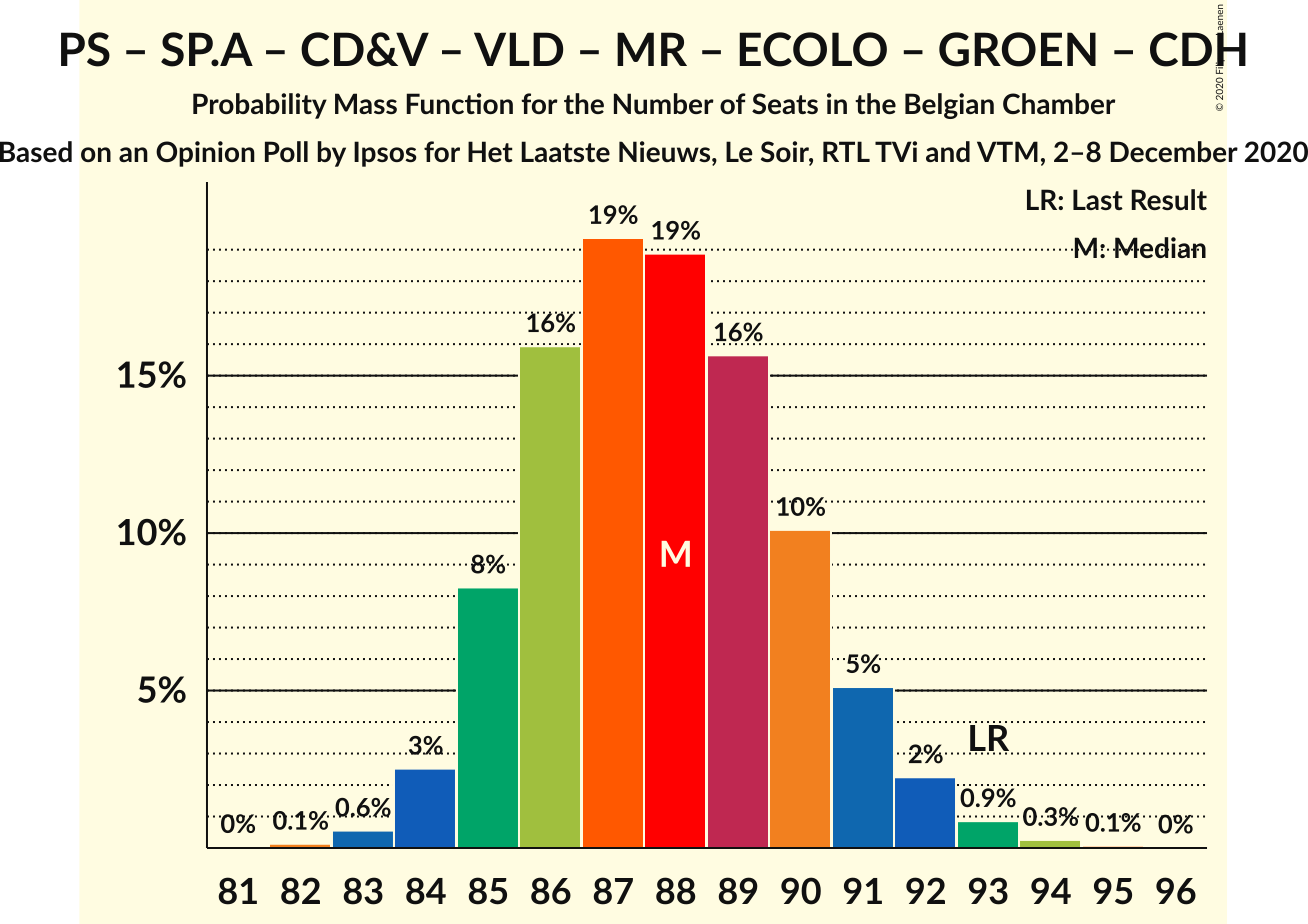 PS – SP.A – CD&V – VLD – MR – ECOLO – GROEN – CDH
Probability Mass Function for the Number of Seats in the Belgian Chamber
Based on an Opinion Poll by Ipsos for Het Laatste Nieuws, Le Soir, RTL TVi and VTM, 2–8 December 2020
© 2020
LR: Last Result
M: Median
19%
19%
16%
16%
15%
10%
10%
M
8%
5%
5%
LR
3%
2%
0.9%
0.6%
0.3%
0.1%
0.1%
0%
0%
81 82 83 84 85 86 87 88 89 90 91 92 93 94 95 96